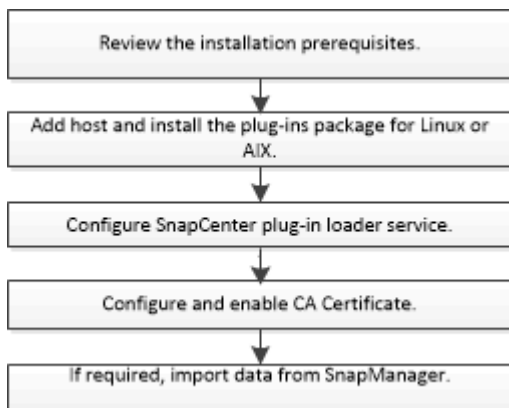 Review the installation prerequisites.
Add host and install the plug-ins package for Linux or
AIX.
Configure SnapCenter plug-in loader service.
Configure and enable CA Certificate.
If required, import data from SnapManager.